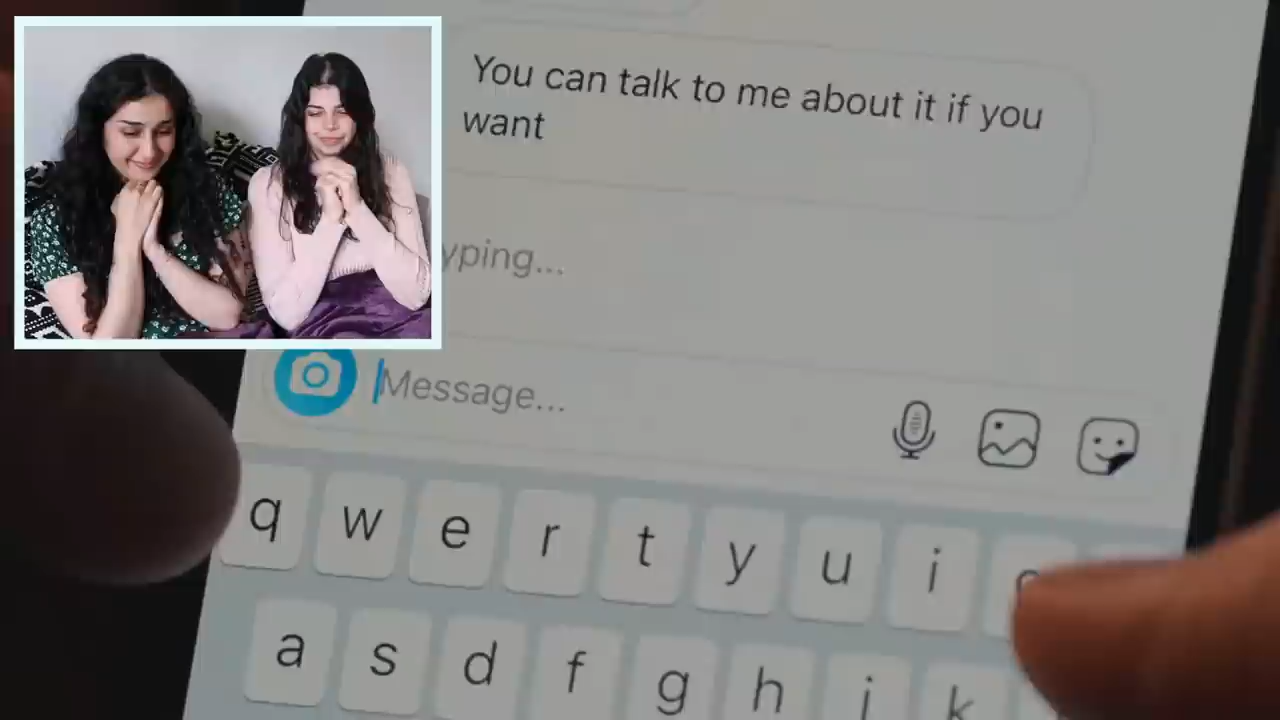 You can talk to me about it if you
want
yping...
Message...
q w e r t y u i
a s d f g h j k